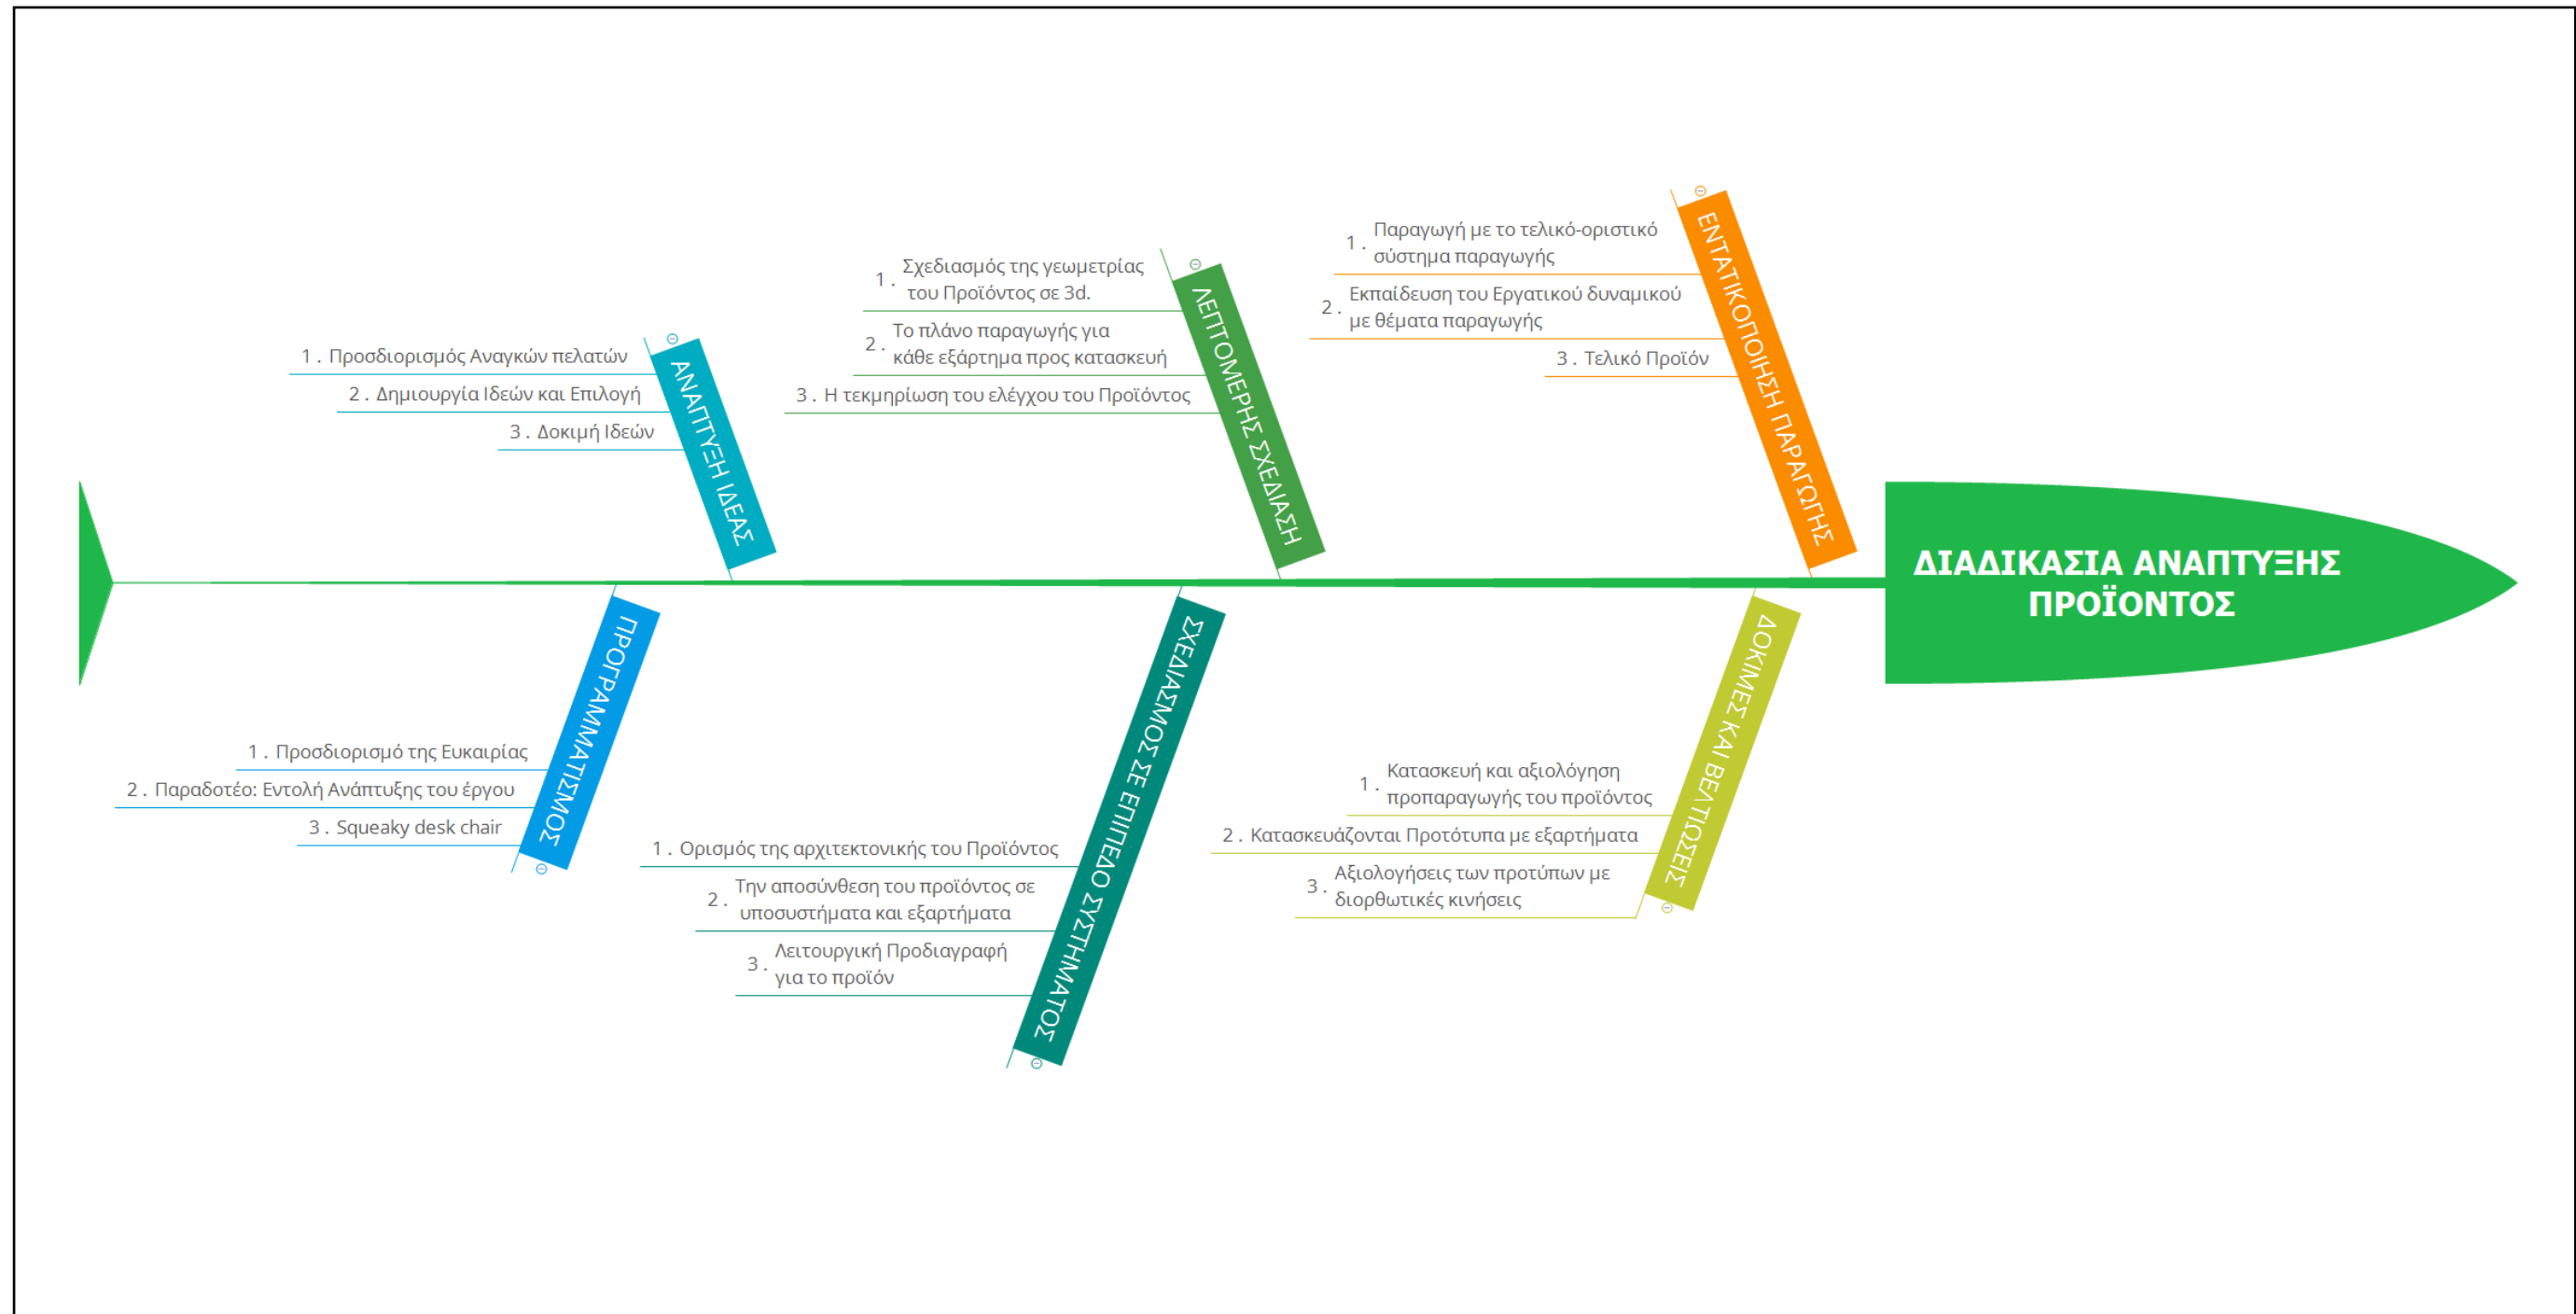 1 . Προσδιορισμός Αναγκών πελατών
2 . Δημιουργία Ιδεών και Επιλογή
3 . Δοκιμή Ιδεών
ΑΝΑΠΤΥΞΗ ΙΔΕΑΣ
1 . Σχεδιασμός της γεωμετρίας
του Προϊόντος σε 3d.
2 . Το πλάνο παραγωγής για
κάθε εξάρτημα προς κατασκευή
3 . Η τεκμηρίωση του ελέγχου του Προϊόντος
ΛΕΠΤΟΜΕΡΗΣ ΣΧΕΔΙΑΣΗ
1 . Παραγωγή με το τελικό-οριστικό
σύστημα παραγωγής
2 . Εκπαίδευση του Εργατικού δυναμικού
με θέματα παραγωγής
3 . Τελικό Προϊόν
ΕΝΤΑΤΙΚΟΠΟΙΗΣΗ ΠΑΡΑΓΩΓΗΣ
ΔΙΑΔΙΚΑΣΙΑ ΑΝΑΠΤΥΞΗΣ
ΠΡΟΪΟΝΤΟΣ
1 . Προσδιορισμό της Ευκαιρίας
2 . Παραδοτέο: Εντολή Ανάπτυξης του έργου
3 . Squeaky desk chair
ΠΡΟΓΡΑΜΜΑΤΙΣΜΟΣ
1 . Ορισμός της αρχιτεκτονικής του Προϊόντος
2 . Την αποσύνθεση του προϊόντος σε
υποσυστήματα και εξαρτήματα
3 . Λειτουργική Προδιαγραφή
για το προϊόν
ΣΧΕΔΙΑΣΜΟΣ ΣΕ ΕΠΙΠΕΔΟ ΣΥΣΤΗΜΑΤΟΣ
1 . Κατασκευή και αξιολόγηση
προπαραγωγής του προϊόντος
2 . Κατασκευάζονται Προτότυπα με εξαρτήματα
3 . Αξιολογήσεις των προτύπων με
διορθωτικές κινήσεις
ΔΟΚΙΜΕΣ ΚΑΙ ΒΕΛΤΙΩΣΕΙΣ